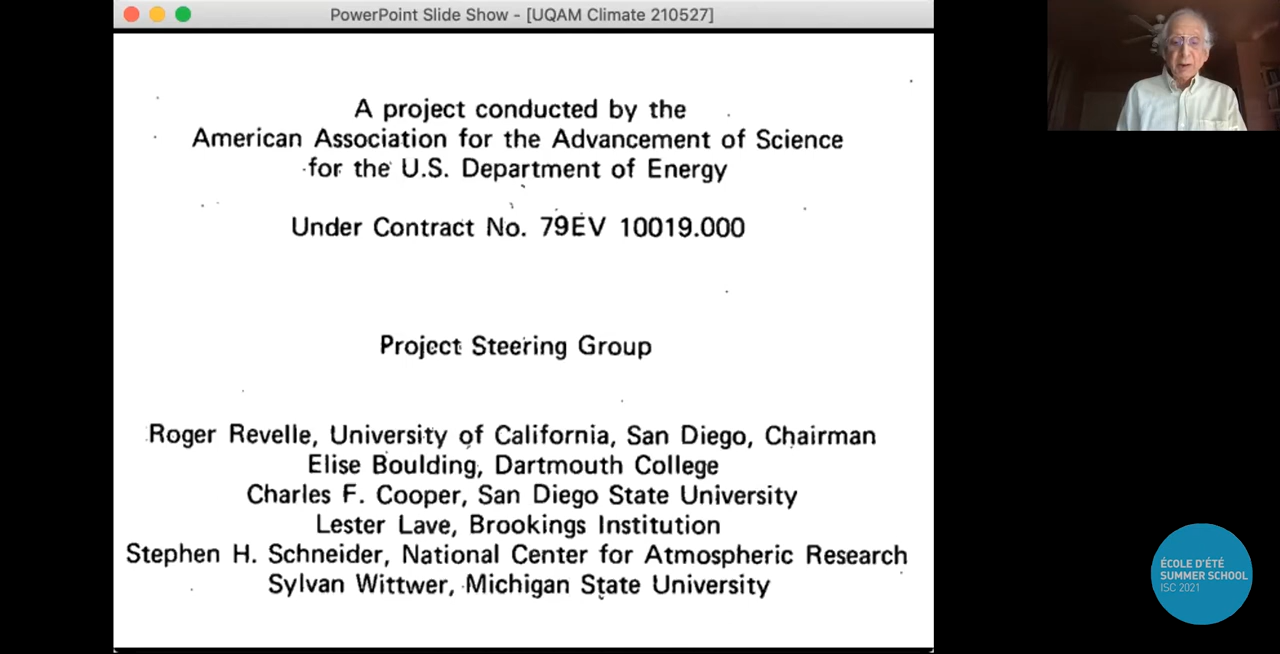 PowerPoint Slide Show - [UQAM Climate 210527]
A project conducted by the
American Association for the Advancement of Science
for the U.S. Department of Energy
Under Contract No. 79EV 10019.000
Project Steering Group
Roger Revelle, University of California, San Diego, Chairman
Elise Boulding, Dartmouth College
Charles F. Cooper, San Diego State University
Lester Lave, Brookings Institution
Stephen H. Schneider, National Center for Atmospheric Research
Sylvan Wittwer, Michigan State University
ÉCOLE D'ÉTÉ
SUMMER SCHOOL
ISC 2021